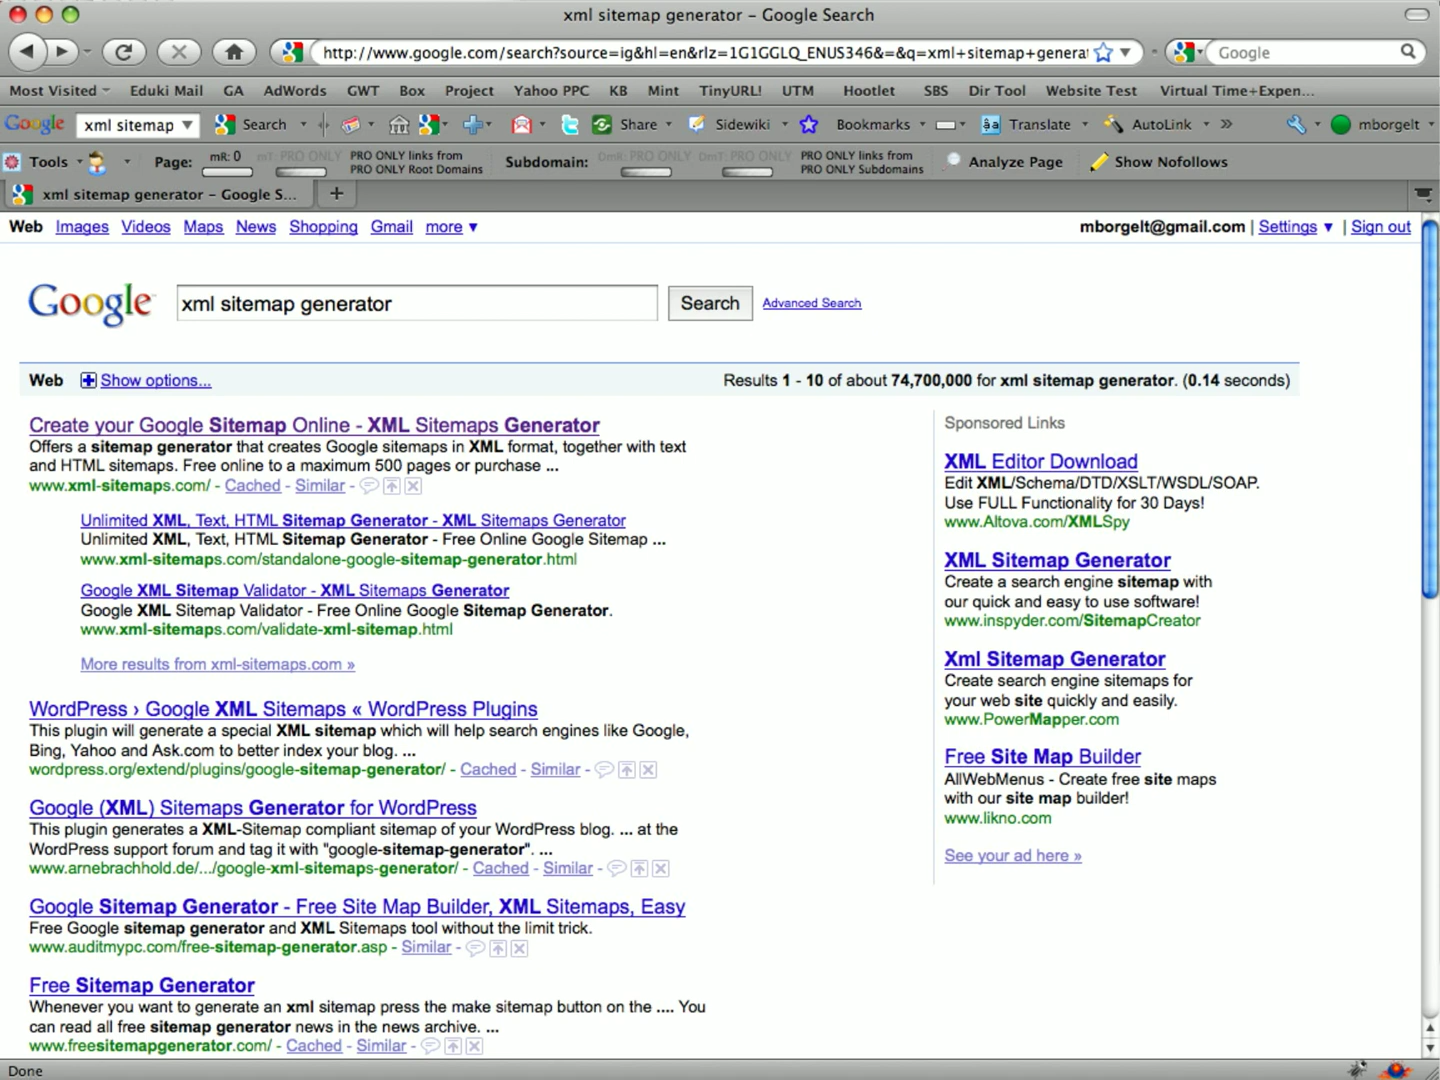 xml sitemap generator – Google Search
http://www.google.com/search?source=ig&hl=en&rlz=1G1GGLQ_ENUS346&=&q=xml+sitemap+genera
Google
Most Visited Eduki Mail GA AdWords GWT Box Project Yahoo PPC KB Mint TinyURL! UTM Hootlet SBS Dir Tool Website Test Virtual Time+Expen...
Google xml sitemap Search Share Sidewiki Bookmarks Translate AutoLink » mborgelt
Tools Page: mR: 0 mT: PRO ONLY PRO ONLY links from Root Domains Subdomain: DmR: PRO ONLY DmT: PRO ONLY PRO ONLY links from Subdomains Analyze Page Show Nofollows
xml sitemap generator – Google S... +
Web Images Videos Maps News Shopping Gmail more ▼ mborgelt@gmail.com | Settings ▼ | Sign out
Google xml sitemap generator Search Advanced Search
Web Show options... Results 1 - 10 of about 74,700,000 for xml sitemap generator. (0.14 seconds)
Create your Google Sitemap Online - XML Sitemaps Generator
Offers a sitemap generator that creates Google sitemaps in XML format, together with text
and HTML sitemaps. Free online to a maximum 500 pages or purchase ...
www.xml-sitemaps.com/ - Cached - Similar -
Unlimited XML, Text, HTML Sitemap Generator - XML Sitemaps Generator
Unlimited XML, Text, HTML Sitemap Generator - Free Online Google Sitemap ...
www.xml-sitemaps.com/standalone-google-sitemap-generator.html
Google XML Sitemap Validator - XML Sitemaps Generator
Google XML Sitemap Validator - Free Online Google Sitemap Generator.
www.xml-sitemaps.com/validate-xml-sitemap.html
More results from xml-sitemaps.com »
WordPress › Google XML Sitemaps « WordPress Plugins
This plugin will generate a special XML sitemap which will help search engines like Google,
Bing, Yahoo and Ask.com to better index your blog. ...
wordpress.org/extend/plugins/google-sitemap-generator/ - Cached - Similar -
Google (XML) Sitemaps Generator for WordPress
This plugin generates a XML-Sitemap compliant sitemap of your WordPress blog. ... at the
WordPress support forum and tag it with "google-sitemap-generator". ...
www.arnebrachhold.de/.../google-xml-sitemaps-generator/ - Cached - Similar -
Google Sitemap Generator - Free Site Map Builder, XML Sitemaps, Easy
Free Google sitemap generator and XML Sitemaps tool without the limit trick.
www.auditmypc.com/free-sitemap-generator.asp - Similar -
Free Sitemap Generator
Whenever you want to generate an xml sitemap press the make sitemap button on the .... You
can read all free sitemap generator news in the news archive. ...
www.freesitemapgenerator.com/ - Cached - Similar -
Sponsored Links
XML Editor Download
Edit XML/Schema/DTD/XSLT/WSDL/SOAP.
Use FULL Functionality for 30 Days!
www.Altova.com/XMLSpy
XML Sitemap Generator
Create a search engine sitemap with
our quick and easy to use software!
www.inspyder.com/SitemapCreator
Xml Sitemap Generator
Create search engine sitemaps for
your web site quickly and easily.
www.PowerMapper.com
Free Site Map Builder
AllWebMenus - Create free site maps
with our site map builder!
www.likno.com
See your ad here »
Done